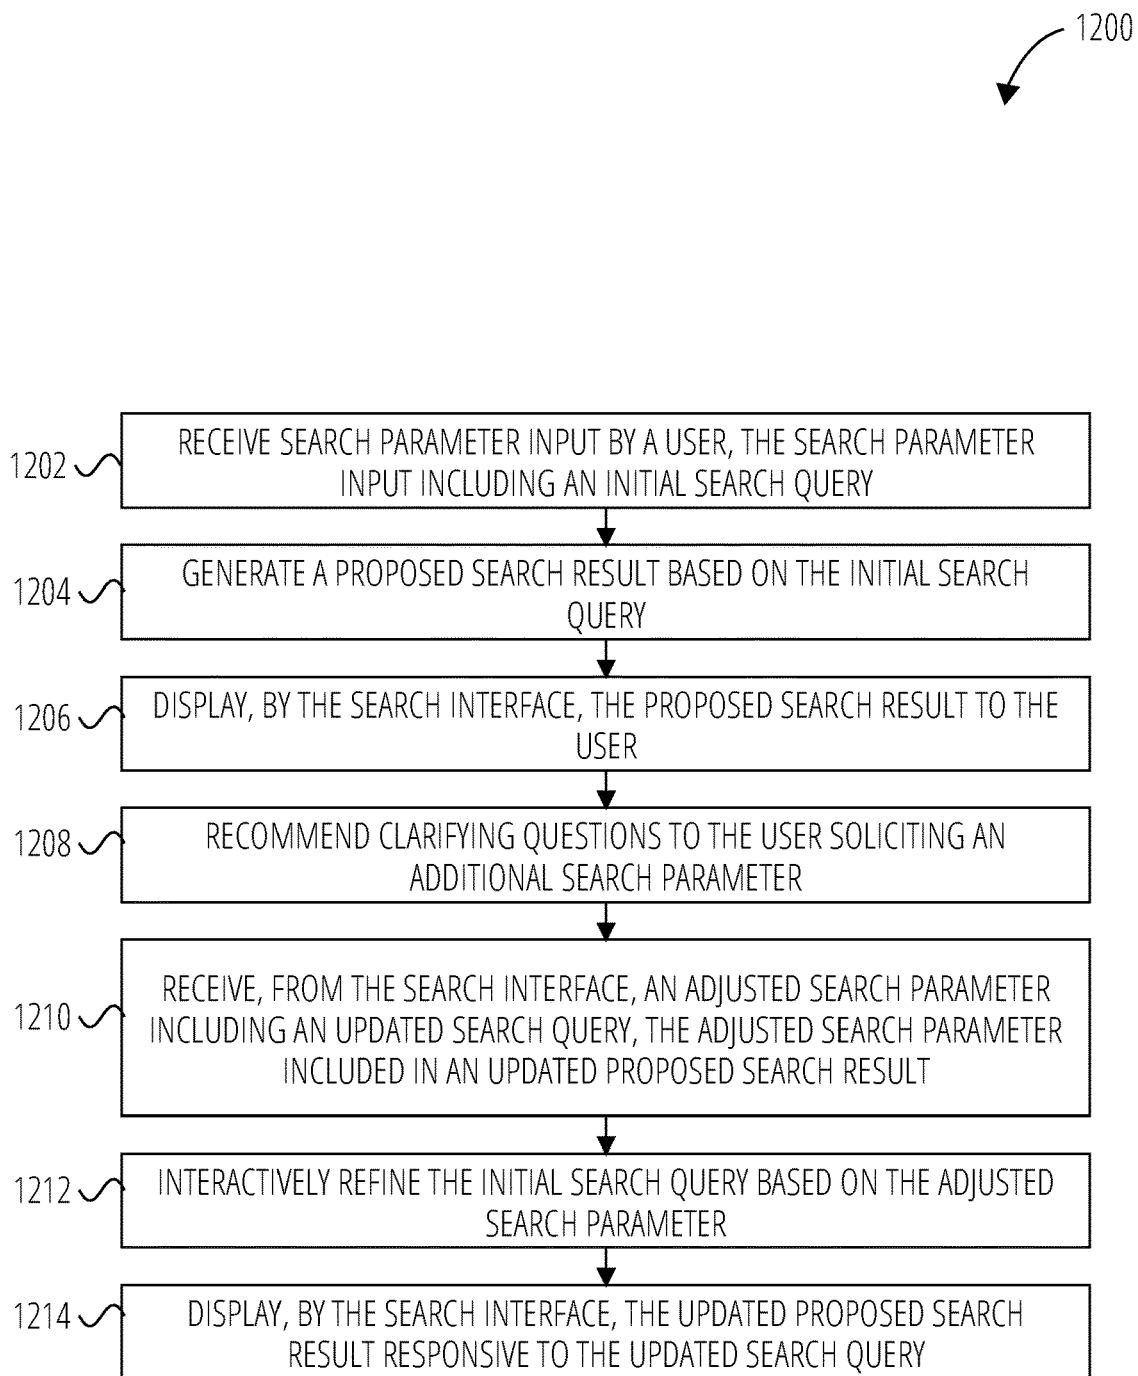 1200
1202
RECEIVE SEARCH PARAMETER INPUT BY A USER, THE SEARCH PARAMETER
INPUT INCLUDING AN INITIAL SEARCH QUERY
1204
GENERATE A PROPOSED SEARCH RESULT BASED ON THE INITIAL SEARCH
QUERY
1206
DISPLAY, BY THE SEARCH INTERFACE, THE PROPOSED SEARCH RESULT TO THE
USER
1208
RECOMMEND CLARIFYING QUESTIONS TO THE USER SOLICITING AN
ADDITIONAL SEARCH PARAMETER
1210
RECEIVE, FROM THE SEARCH INTERFACE, AN ADJUSTED SEARCH PARAMETER
INCLUDING AN UPDATED SEARCH QUERY, THE ADJUSTED SEARCH PARAMETER
INCLUDED IN AN UPDATED PROPOSED SEARCH RESULT
1212
INTERACTIVELY REFINE THE INITIAL SEARCH QUERY BASED ON THE ADJUSTED
SEARCH PARAMETER
1214
DISPLAY, BY THE SEARCH INTERFACE, THE UPDATED PROPOSED SEARCH
RESULT RESPONSIVE TO THE UPDATED SEARCH QUERY